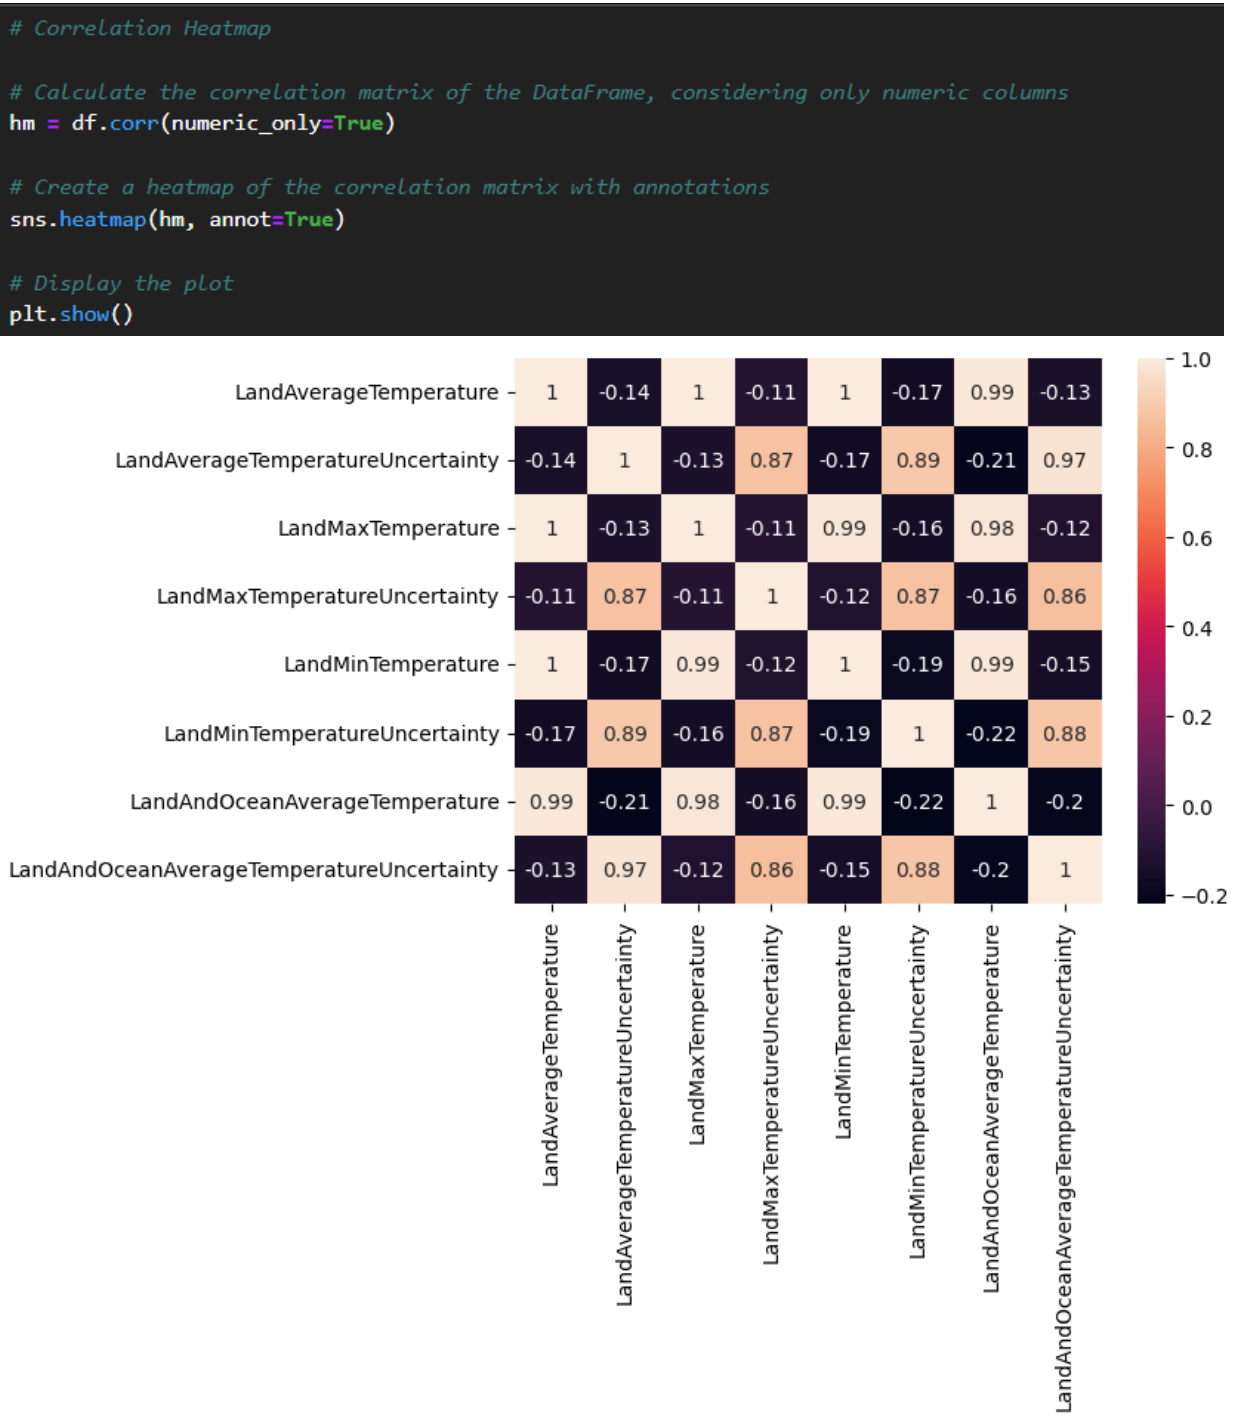 # Correlation Heatmap
# Calculate the correlation matrix of the DataFrame, considering only numeric columns
hm = df.corr(numeric_only=True)
# Create a heatmap of the correlation matrix with annotations
sns.heatmap(hm, annot=True)
# Display the plot
plt.show()
LandAverageTemperature 1 -0.14 1 -0.11 1 -0.17 0.99 -0.13
LandAverageTemperatureUncertainty -0.14 1 -0.13 0.87 -0.17 0.89 -0.21 0.97
LandMaxTemperature 1 -0.13 1 -0.11 0.99 -0.16 0.98 -0.12
LandMaxTemperatureUncertainty -0.11 0.87 -0.11 1 -0.12 0.87 -0.16 0.86
LandMinTemperature 1 -0.17 0.99 -0.12 1 -0.19 0.99 -0.15
LandMinTemperatureUncertainty -0.17 0.89 -0.16 0.87 -0.19 1 -0.22 0.88
LandAndOceanAverageTemperature 0.99 -0.21 0.98 -0.16 0.99 -0.22 1 -0.2
LandAndOceanAverageTemperatureUncertainty -0.13 0.97 -0.12 0.86 -0.15 0.88 -0.2 1
LandAverageTemperature
LandAverageTemperatureUncertainty
LandMaxTemperature
LandMaxTemperatureUncertainty
LandMinTemperature
LandMinTemperatureUncertainty
LandAndOceanAverageTemperature
LandAndOceanAverageTemperatureUncertainty
1.0
0.8
0.6
0.4
0.2
0.0
−0.2